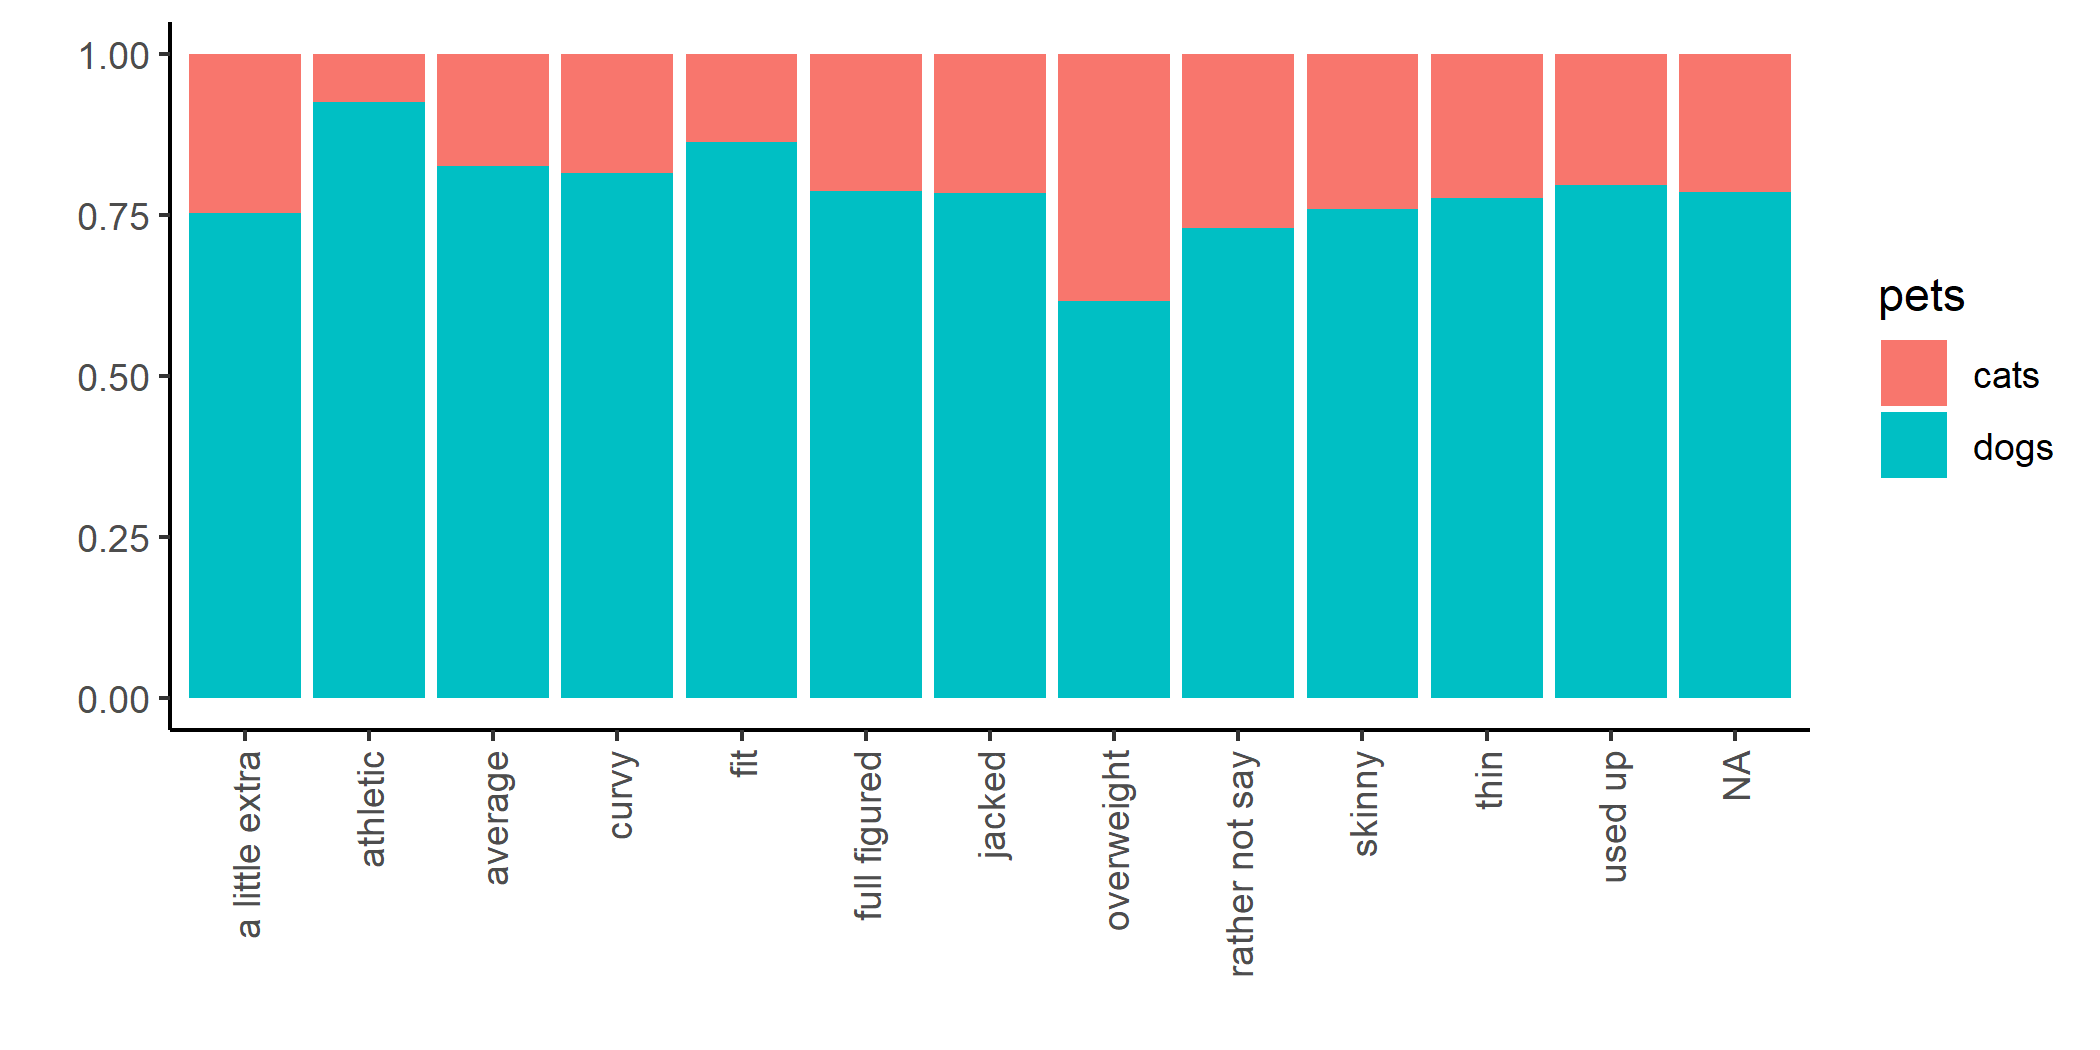 1.00
0.75
0.50
0.25
0.00
a little extra
athletic
average
curvy
fit
full figured
jacked
overweight
rather not say
skinny
thin
used up
NA
pets
cats
dogs